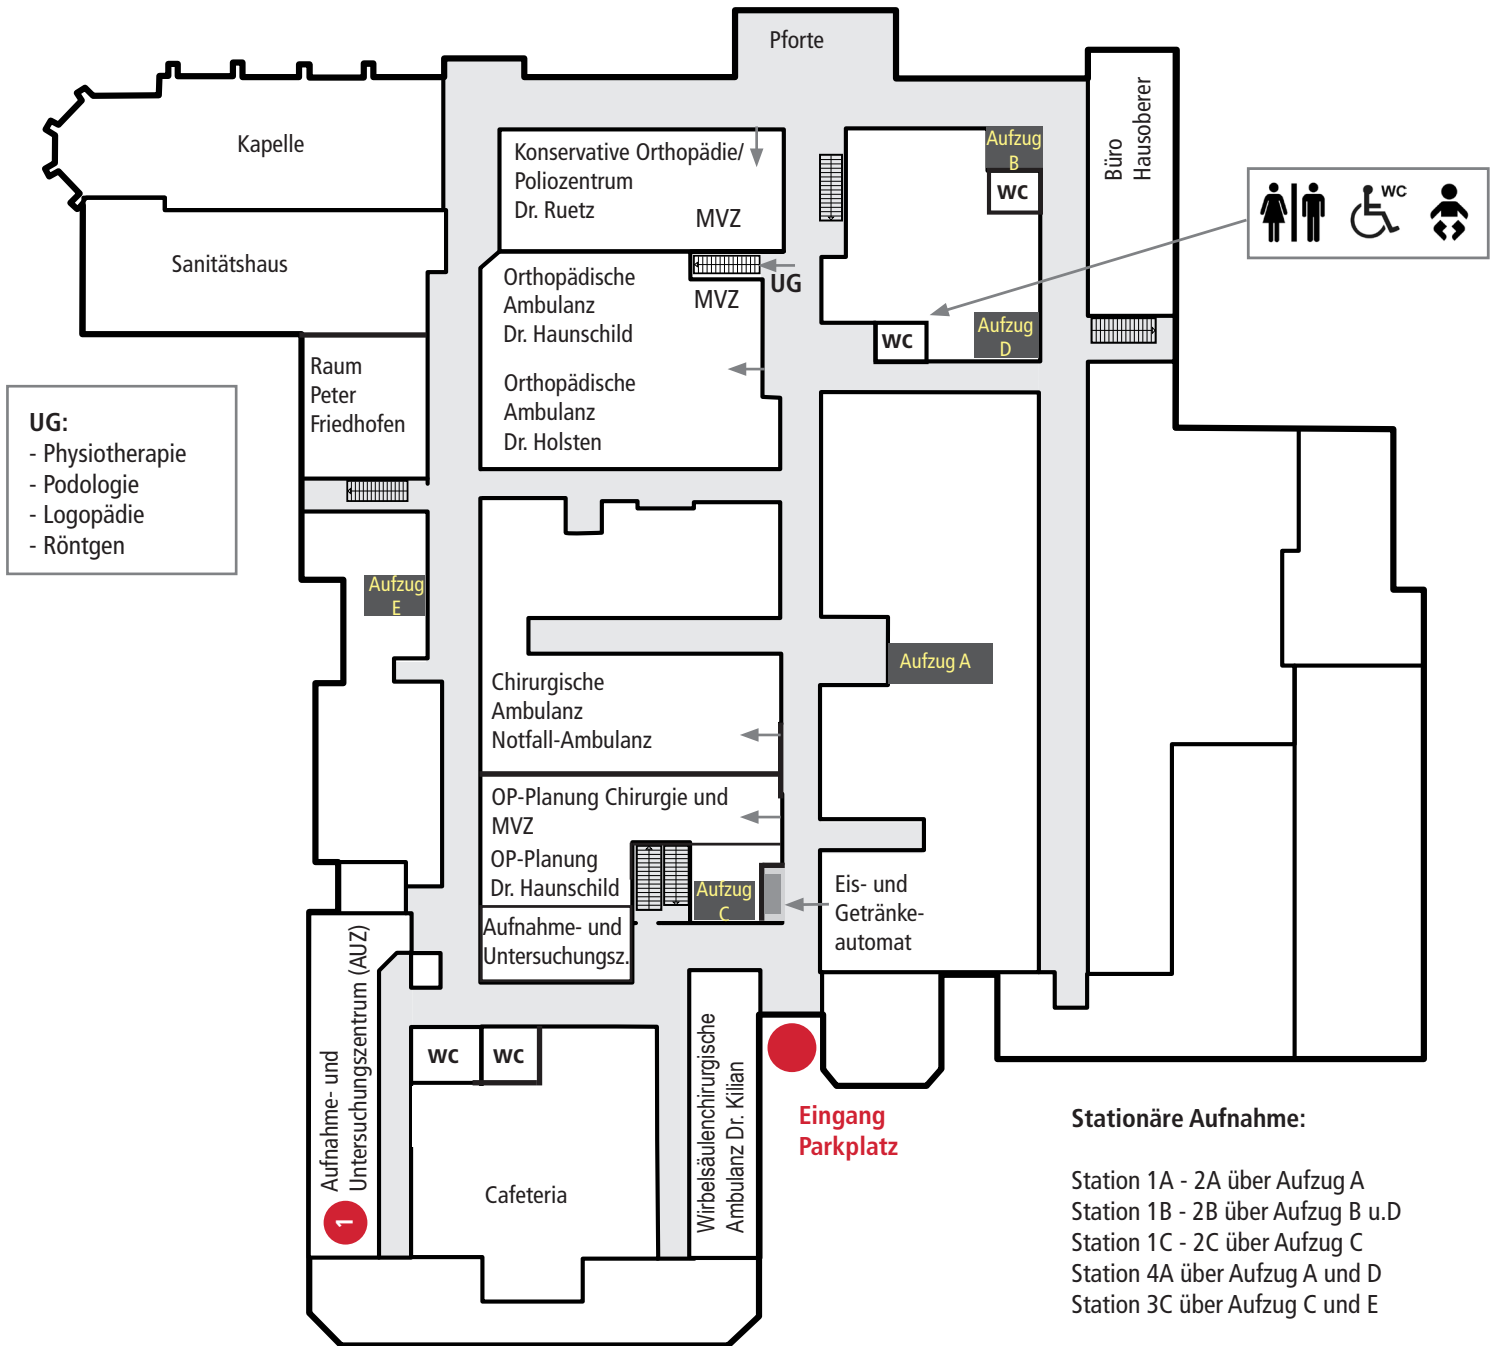 Pforte
Kapelle
Konservative Orthopädie/
Poliozentrum
Dr. Ruetz
MVZ
Aufzug
B
WC
Büro
Hausoberer
WC
Sanitätshaus
Orthopädische
Ambulanz
Dr. Haunschild
MVZ
UG
Aufzug
D
WC
Raum
Peter
Friedhofen
Orthopädische
Ambulanz
Dr. Holsten
UG:
- Physiotherapie
- Podologie
- Logopädie
- Röntgen
Aufzug
E
Aufzug A
Chirurgische
Ambulanz
Notfall-Ambulanz
OP-Planung Chirurgie und
MVZ
OP-Planung
Dr. Haunschild
Aufzug
C
Eis- und
Getränke-
automat
Aufnahme- und
Untersuchungsz.
Aufnahme- und
Untersuchungszentrum (AUZ)
1
WC
WC
Cafeteria
Wirbelsäulenchirurgische
Ambulanz Dr. Kilian
Eingang
Parkplatz
Stationäre Aufnahme:
Station 1A - 2A über Aufzug A
Station 1B - 2B über Aufzug B u.D
Station 1C - 2C über Aufzug C
Station 4A über Aufzug A und D
Station 3C über Aufzug C und E